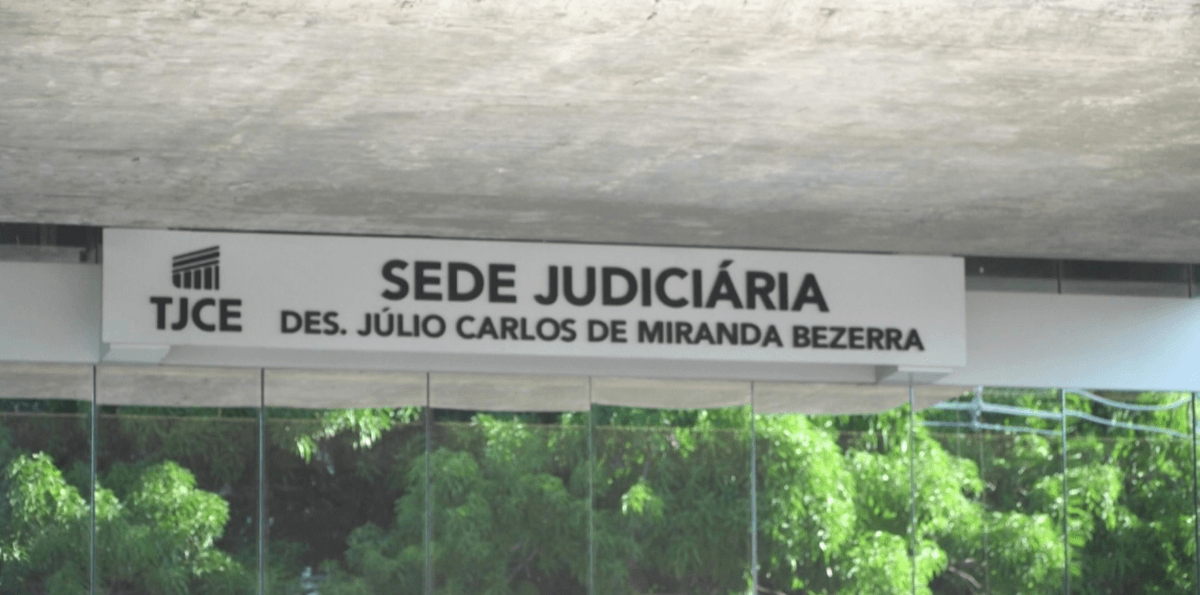 SEDE JUDICIÁRIA
TJCE
DES. JÚLIO CARLOS DE MIRANDA BEZERRA